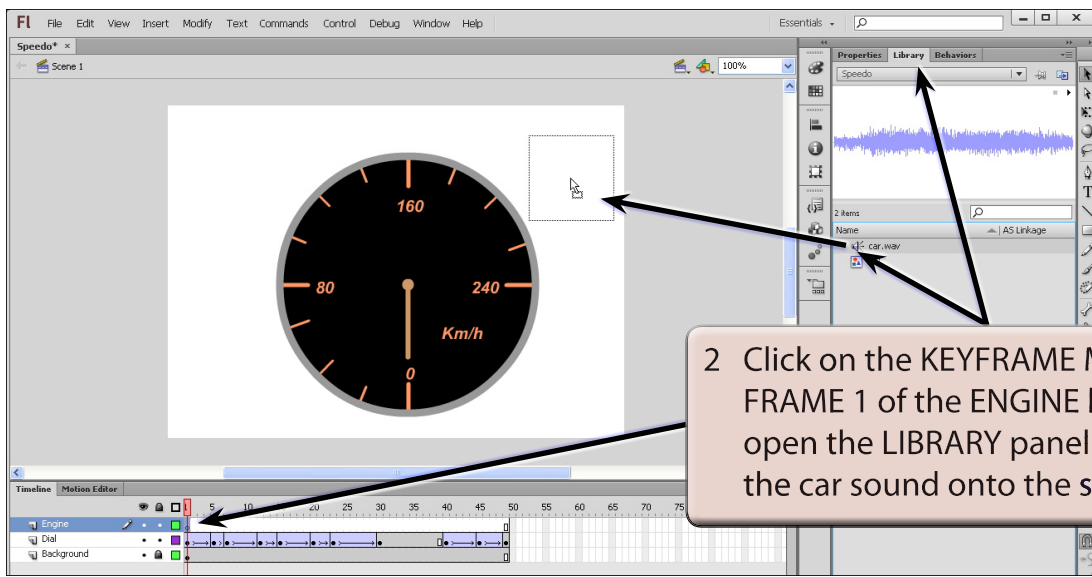 Fl File Edit View Insert Modify Text Commands Control Debug Window Help Essentials
Speedo* ×
Scene 1 100%
Properties Library Behaviors
Speedo
160
80 240
Km/h
0
2 items
Name AS Linkage
car.wav
2 Click on the KEYFRAME
FRAME 1 of the ENGINE
open the LIBRARY panel
the car sound onto the s
Timeline Motion Editor
1 5 10 20 25 30 35 40 45 50 55 60 65 70 75
Engine
Dial
Background